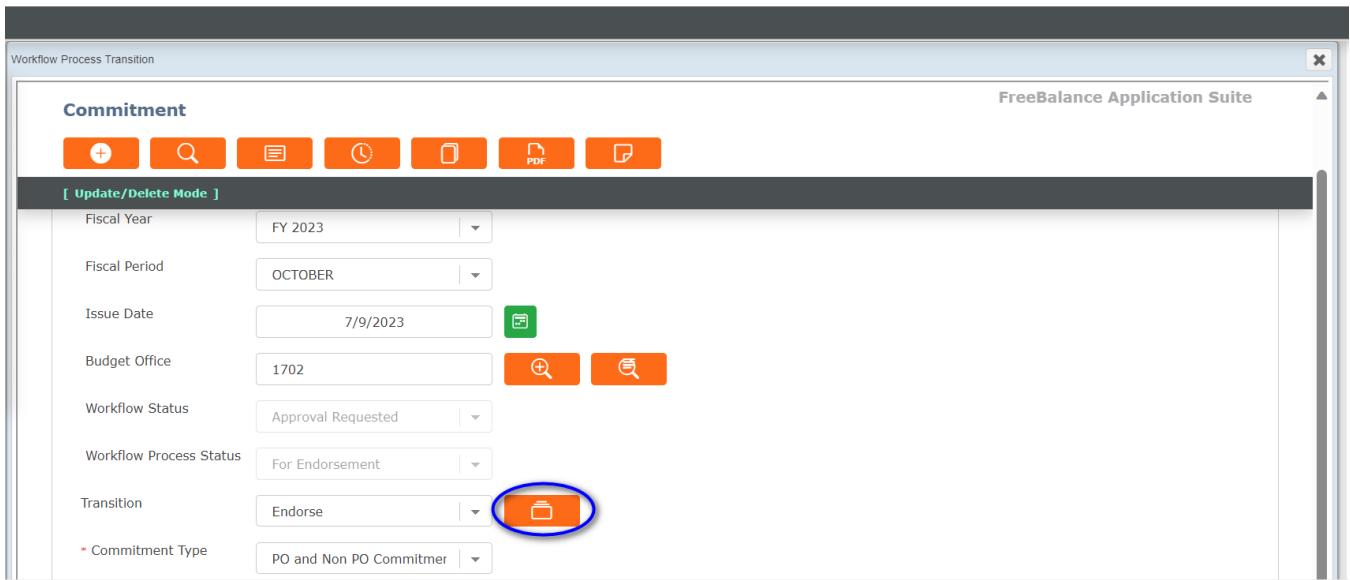 Workflow Process Transition
FreeBalance Application Suite
Commitment
PDF
[ Update/Delete Mode ]
Fiscal Year FY 2023
Fiscal Period OCTOBER
Issue Date 7/9/2023
Budget Office 1702
Workflow Status Approval Requested
Workflow Process Status For Endorsement
Transition Endorse
* Commitment Type PO and Non PO Commitmer